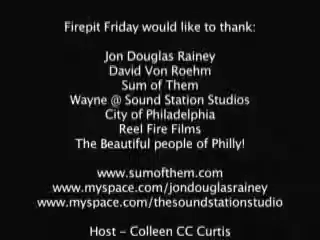 Firepit Friday would like to thank:
Jon Douglas Rainey
David Von Roehm
Sum of Them
Wayne @ Sound Station Studios
City of Philadelphia
Reel Fire Films
The Beautiful people of Philly!
www.sumofthem.com
www.myspace.com/jondouglasrainey
www.myspace.com/thesoundstationstudio
Host - Colleen CC Curtis